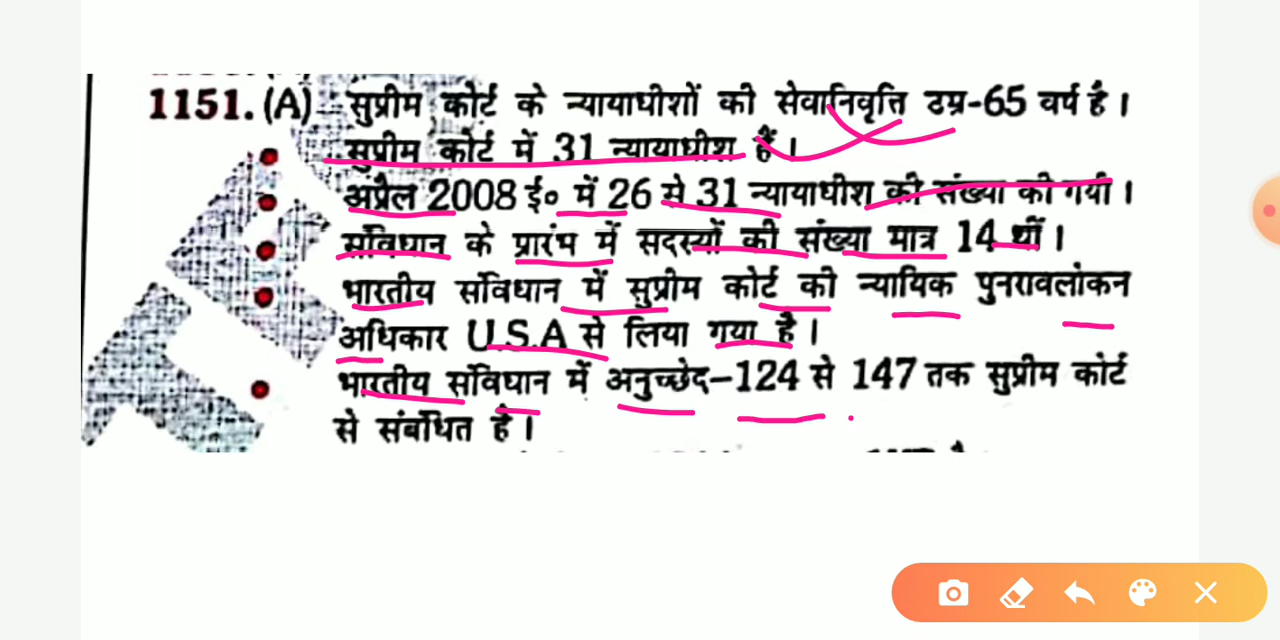 1151. (A) सुप्रीम कोर्ट के न्यायाधीशों की सेवानिवृत्ति उम्र-65 वर्ष है।
सुप्रीम कोर्ट में 31 न्यायाधीश हैं।
अप्रैल 2008 ई० में 26 से 31 न्यायाधीश की संख्या की गयी।
संविधान के प्रारंभ में सदस्यों की संख्या मात्र 14 थीं।
भारतीय संविधान में सुप्रीम कोर्ट की न्यायिक पुनरावलोकन
अधिकार U.S.A से लिया गया है।
भारतीय संविधान में अनुच्छेद-124 से 147 तक सुप्रीम कोर्ट
से संबंधित है।